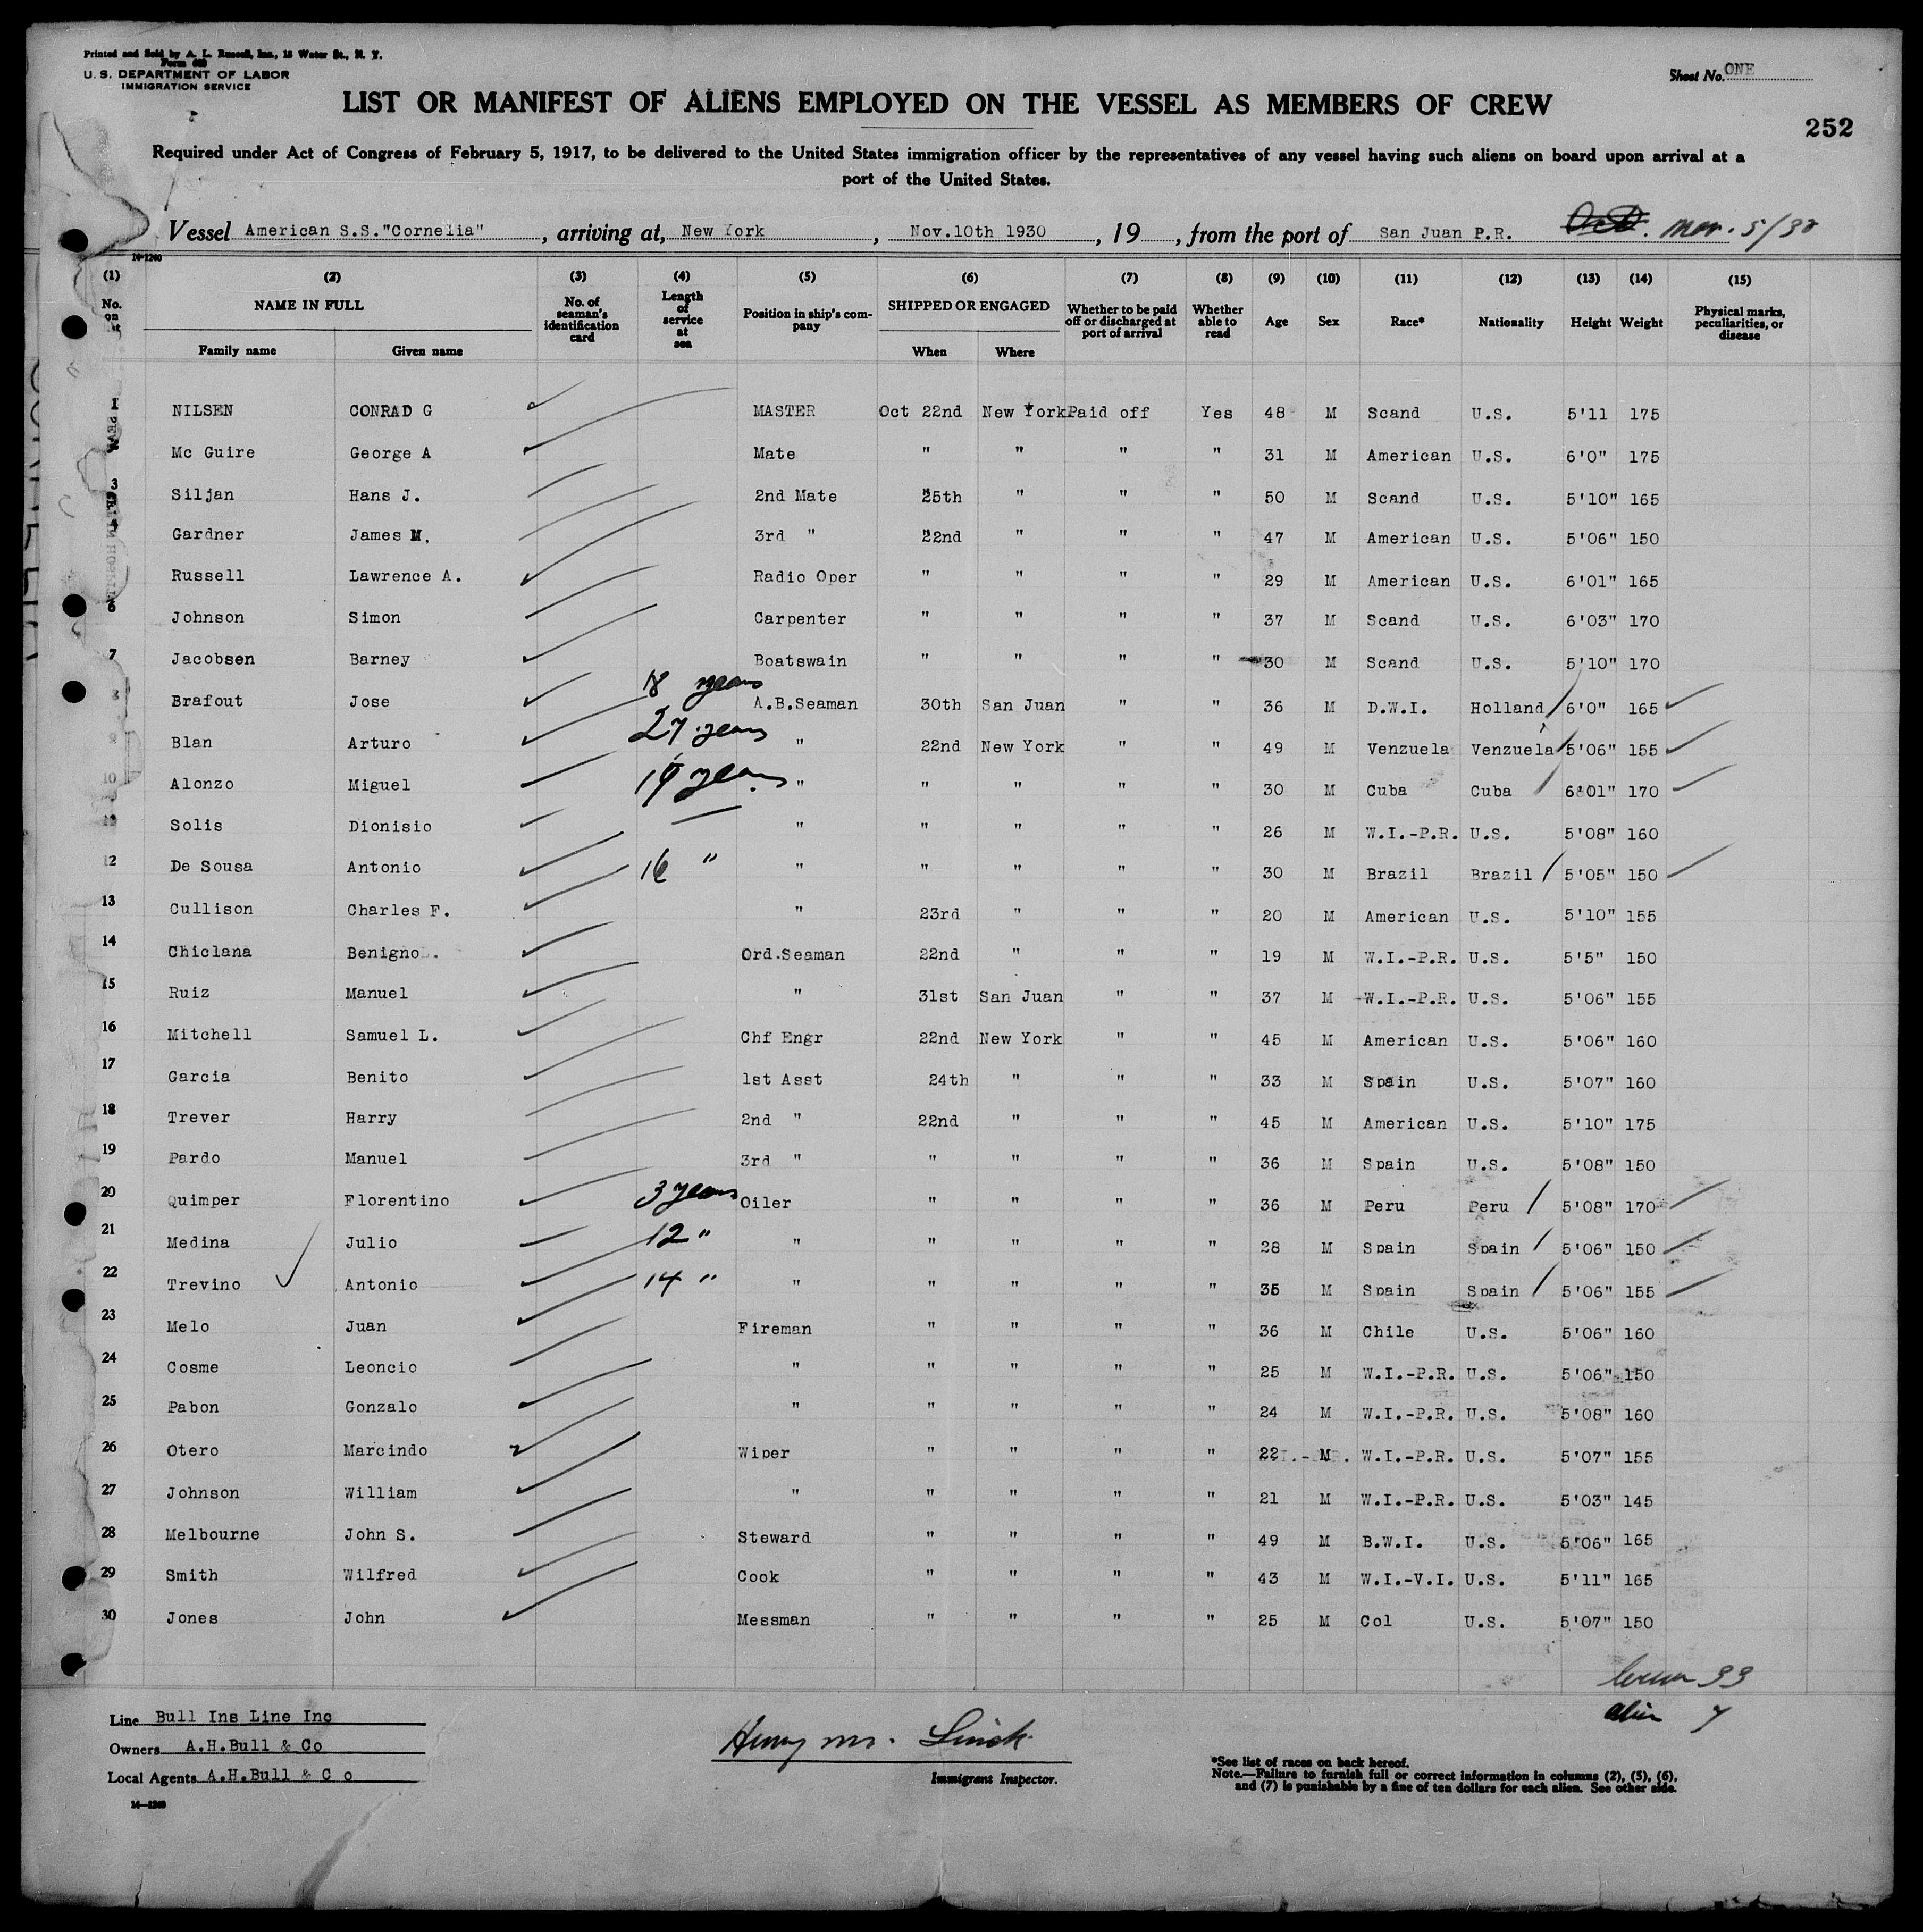 Printed and Sold by A. L. Russell, Inc., 13 Water St., N. Y.
Form 689
U. S. DEPARTMENT OF LABOR
IMMIGRATION SERVICE
Sheet No. ONE
LIST OR MANIFEST OF ALIENS EMPLOYED ON THE VESSEL AS MEMBERS OF CREW
252
Required under Act of Congress of February 5, 1917, to be delivered to the United States immigration officer by the representatives of any vessel having such aliens on board upon arrival at a
port of the United States.
Vessel American S.S."Cornelia", arriving at, New York, Nov.10th 1930, 19, from the port of San Juan P.R. Nov. 5/30
14-1240
(1) (2) (3) (4) (5) (6) (7) (8) (9) (10) (11) (12) (13) (14) (15)
No. on NAME IN FULL Family name Given name No. of seaman's identification card Length of service at sea Position in ship's company SHIPPED OR ENGAGED When Where Whether to be paid off or discharged at port of arrival Whether able to read Age Sex Race* Nationality Height Weight Physical marks, peculiarities, or disease
1 NILSEN CONRAD G MASTER Oct 22nd New York Paid off Yes 48 M Scand U.S. 5'11 175
Mc Guire George A Mate " " " " 31 M American U.S. 6'0" 175
3 Siljan Hans J. 2nd Mate 25th " " " 50 M Scand U.S. 5'10" 165
4 Gardner James M. 3rd " 22nd " " " 47 M American U.S. 5'06" 150
Russell Lawrence A. Radio Oper " " " " 29 M American U.S. 6'01" 165
6 Johnson Simon Carpenter " " " " 37 M Scand U.S. 6'03" 170
7 Jacobsen Barney Boatswain " " " " 30 M Scand U.S. 5'10" 170
8 Brafout Jose 18 years A.B.Seaman 30th San Juan " " 36 M D.W.I. Holland 6'0" 165
9 Blan Arturo 27 years " 22nd New York " " 49 M Venzuela Venzuela 5'06" 155
10 Alonzo Miguel 19 years " " " " " 30 M Cuba Cuba 6'01" 170
Solis Dionisio " " " " " 26 M W.I.-P.R. U.S. 5'08" 160
12 De Sousa Antonio 16 " " " " " " 30 M Brazil Brazil 5'05" 150
13 Cullison Charles F. " 23rd " " " 20 M American U.S. 5'10" 155
14 Chiclana Benigno . Ord.Seaman 22nd " " " 19 M W.I.-P.R. U.S. 5'5" 150
15 Ruiz Manuel " 31st San Juan " " 37 M W.I.-P.R. U.S. 5'06" 155
16 Mitchell Samuel L. Chf Engr 22nd New York " " 45 M American U.S. 5'06" 160
17 Garcia Benito 1st Asst 24th " " " 33 M Spain U.S. 5'07" 160
18 Trever Harry 2nd " 22nd " " " 45 M American U.S. 5'10" 175
19 Pardo Manuel 3rd " " " " " 36 M Spain U.S. 5'08" 150
20 Quimper Florentino 3 years Oiler " " " " 36 M Peru Peru 5'08" 170
21 Medina Julio 12 " " " " " " 28 M Spain Spain 5'06" 150
22 Trevino Antonio 14 " " " " " " 35 M Spain Spain 5'06" 155
23 Melo Juan Fireman " " " " 36 M Chile U.S. 5'06" 160
24 Cosme Leoncio " " " " " 25 M W.I.-P.R. U.S. 5'06" 150
25 Pabon Gonzalo " " " " " 24 M W.I.-P.R. U.S. 5'08" 160
26 Otero Marcindo Wiper " " " " 22 M W.I.-P.R. U.S. 5'07" 155
27 Johnson William " " " " " 21 M W.I.-P.R. U.S. 5'03" 145
28 Melbourne John S. Steward " " " " 49 M B.W.I. U.S. 5'06" 165
29 Smith Wilfred Cook " " " " 43 M W.I.-V.I. U.S. 5'11" 165
30 Jones John Messman " " " " 25 M Col U.S. 5'07" 150
33
Alien 7
Line Bull Ins Line Inc
Owners A.H.Bull & Co
Local Agents A.H.Bull & C o
14-1240
Henry M. Linck
Immigrant Inspector.
*See list of races on back hereof.
Note.—Failure to furnish full or correct information in columns (2), (5), (6),
and (7) is punishable by a fine of ten dollars for each alien. See other side.